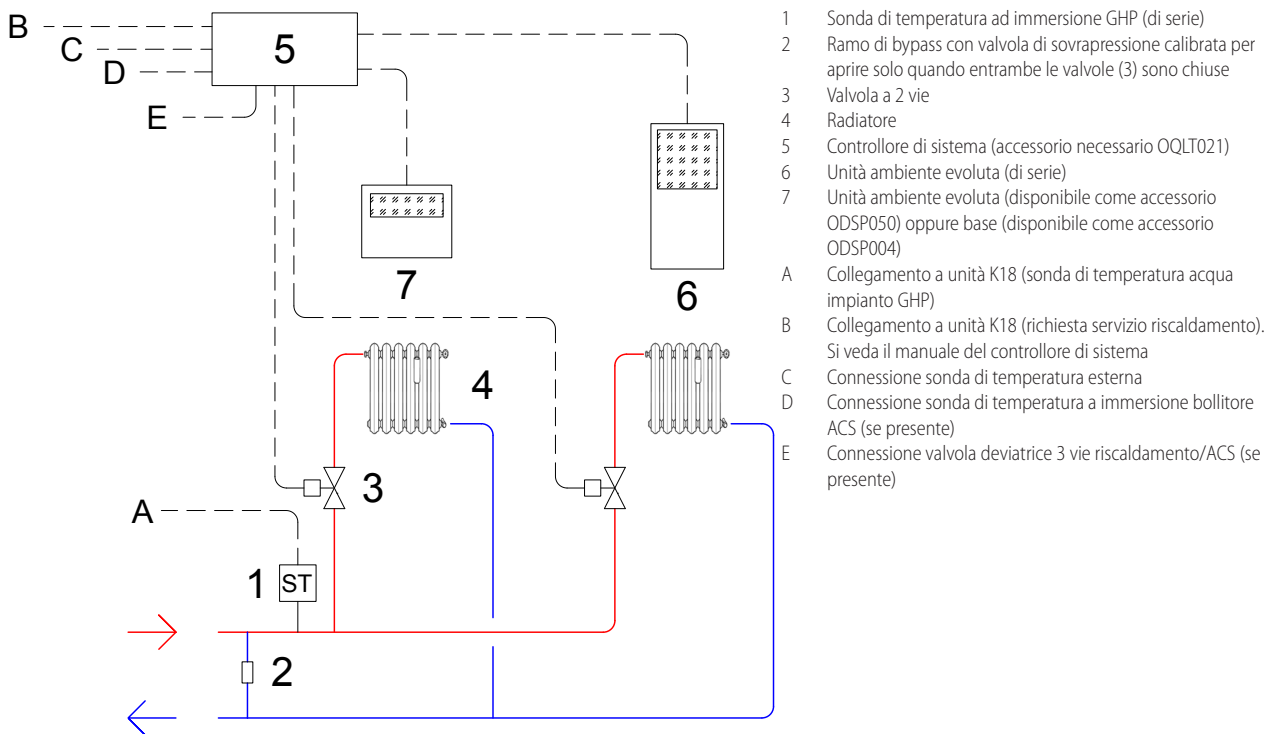 B
C
D
E
5
7
6
4
3
A
1
ST
2
1 Sonda di temperatura ad immersione GHP (di serie)
2 Ramo di bypass con valvola di sovrapressione calibrata per
aprire solo quando entrambe le valvole (3) sono chiuse
3 Valvola a 2 vie
4 Radiatore
5 Controllore di sistema (accessorio necessario OQLT021)
6 Unità ambiente evoluta (di serie)
7 Unità ambiente evoluta (disponibile come accessorio
ODSP050) oppure base (disponibile come accessorio
ODSP004)
A Collegamento a unità K18 (sonda di temperatura acqua
impianto GHP)
B Collegamento a unità K18 (richiesta servizio riscaldamento).
Si veda il manuale del controllore di sistema
C Connessione sonda di temperatura esterna
D Connessione sonda di temperatura a immersione bollitore
ACS (se presente)
E Connessione valvola deviatrice 3 vie riscaldamento/ACS (se
presente)